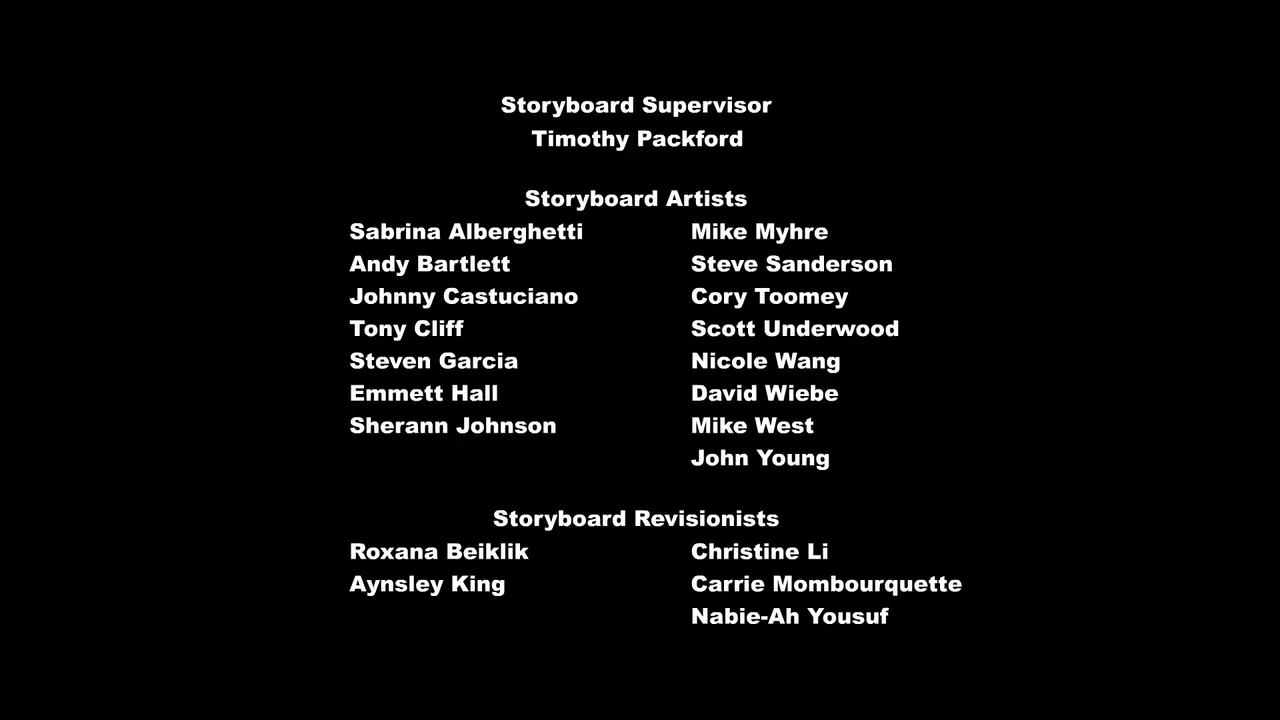 Storyboard Supervisor
Timothy Packford
Storyboard Artists
Sabrina Alberghetti Mike Myhre
Andy Bartlett Steve Sanderson
Johnny Castuciano Cory Toomey
Tony Cliff Scott Underwood
Steven Garcia Nicole Wang
Emmett Hall David Wiebe
Sherann Johnson Mike West
John Young
Storyboard Revisionists
Roxana Beiklik Christine Li
Aynsley King Carrie Mombourquette
Nabie-Ah Yousuf